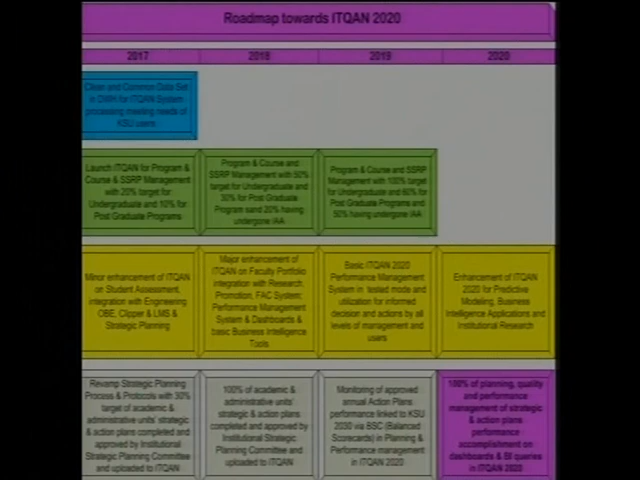 Roadmap towards ITQAN 2020
2017
2018
2019
2020
Clean and Common Data Set
in DWH for ITQAN System
processing meeting needs of
KSU users
Launch ITQAN for Program &
Course & SSRP Management
with 20% target for
Undergraduate and 10% for
Post Graduate Programs
Program & Course and
SSRP Management with 50%
target for Undergraduate and
30% for Post Graduate
Program sand 20% having
undergone IAA
Program & Course and SSRP
Management with 100% target
for Undergraduate and 60% for
Post Graduate Programs and
50% having undergone IAA
Minor enhancement of ITQAN
on Student Assessment,
integration with Engineering
OBE, Clipper & LMS &
Strategic Planning
Major enhancement of
ITQAN on Faculty Portfolio
integration with Research
Promotion, FAC System;
Performance Management
System & Dashboards &
basic Business Intelligence
Tools
Basic ITQAN 2020
Performance Management
System in tested mode and
utilization for informed
decision and actions by all
levels of management and
users
Enhancement of ITQAN
2020 for Predictive
Modeling, Business
Intelligence Applications and
Institutional Research
Revamp Strategic Planning
Process & Protocols with 30%
target of academic &
administrative units' strategic
& action plans completed and
approved by Institutional
Strategic Planning Committee
and uploaded to ITQAN
100% of academic &
administrative units'
strategic & action plans
completed and approved by
Institutional Strategic
Planning Committee and
uploaded to ITQAN
Monitoring of approved
annual Action Plans
performance linked to KSU
2030 via BSC (Balanced
Scorecards) in Planning &
Performance management
in ITQAN 2020
100% of planning, quality
and performance
management of strategic
& action plans
performance
accomplishment on
dashboards & BI queries
in ITQAN 2020